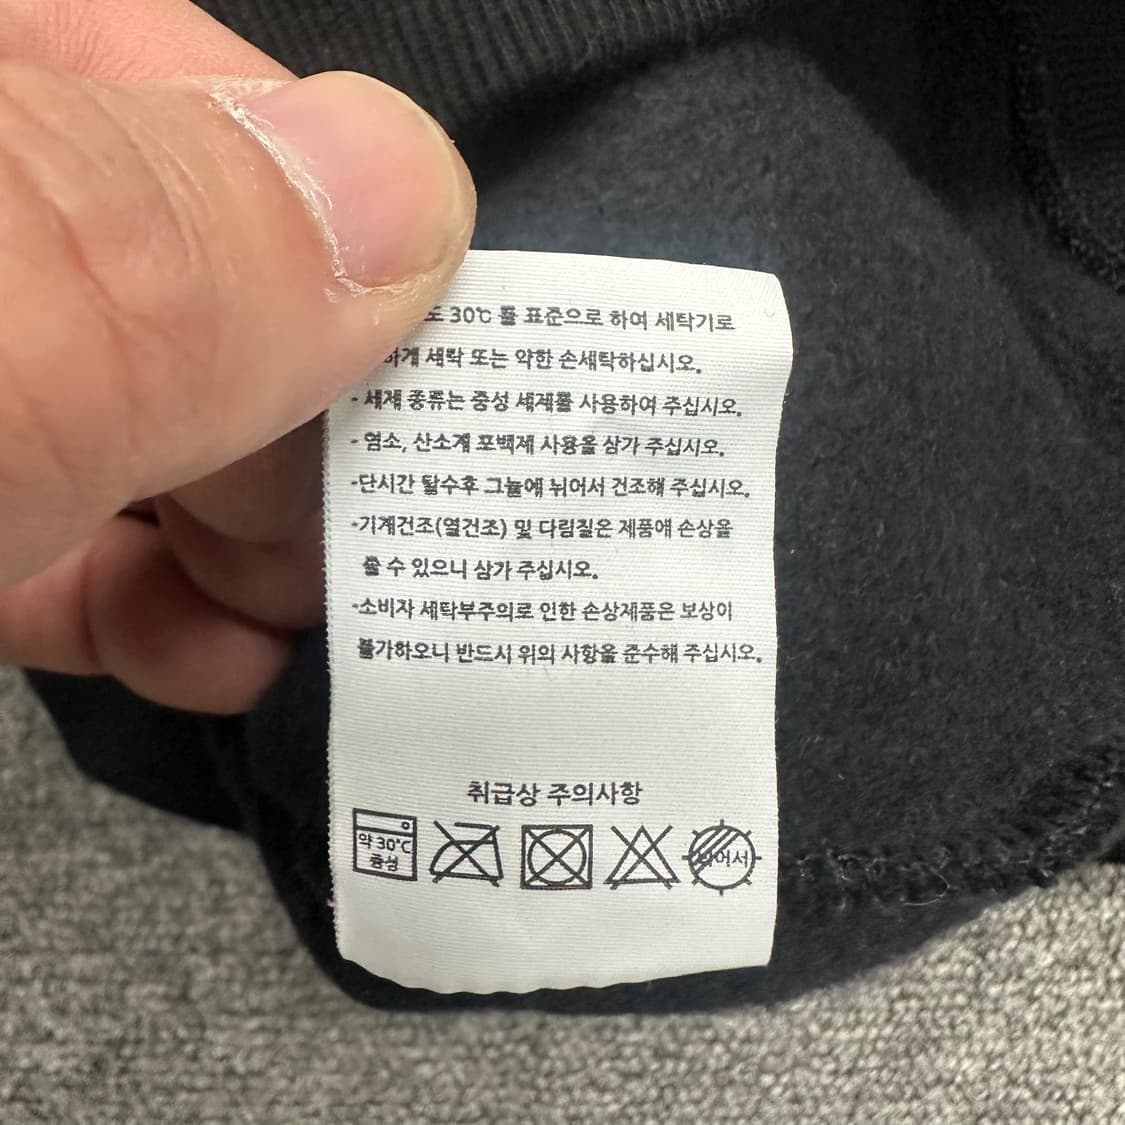 30℃ 를 표준으로 하여 세탁기로
하게 세탁 또는 약한 손세탁하십시오.
- 세제 종류는 중성 세제를 사용하여 주십시오.
- 염소, 산소계 표백제 사용을 삼가 주십시오.
-단시간 탈수후 그늘에 뉘어서 건조해 주십시오.
-기계건조(열건조) 및 다림질은 제품에 손상을
줄 수 있으니 삼가 주십시오.
-소비자 세탁부주의로 인한 손상제품은 보상이
불가하오니 반드시 위의 사항을 준수해 주십시오.
취급상 주의사항
약 30℃
중성
뉘어서